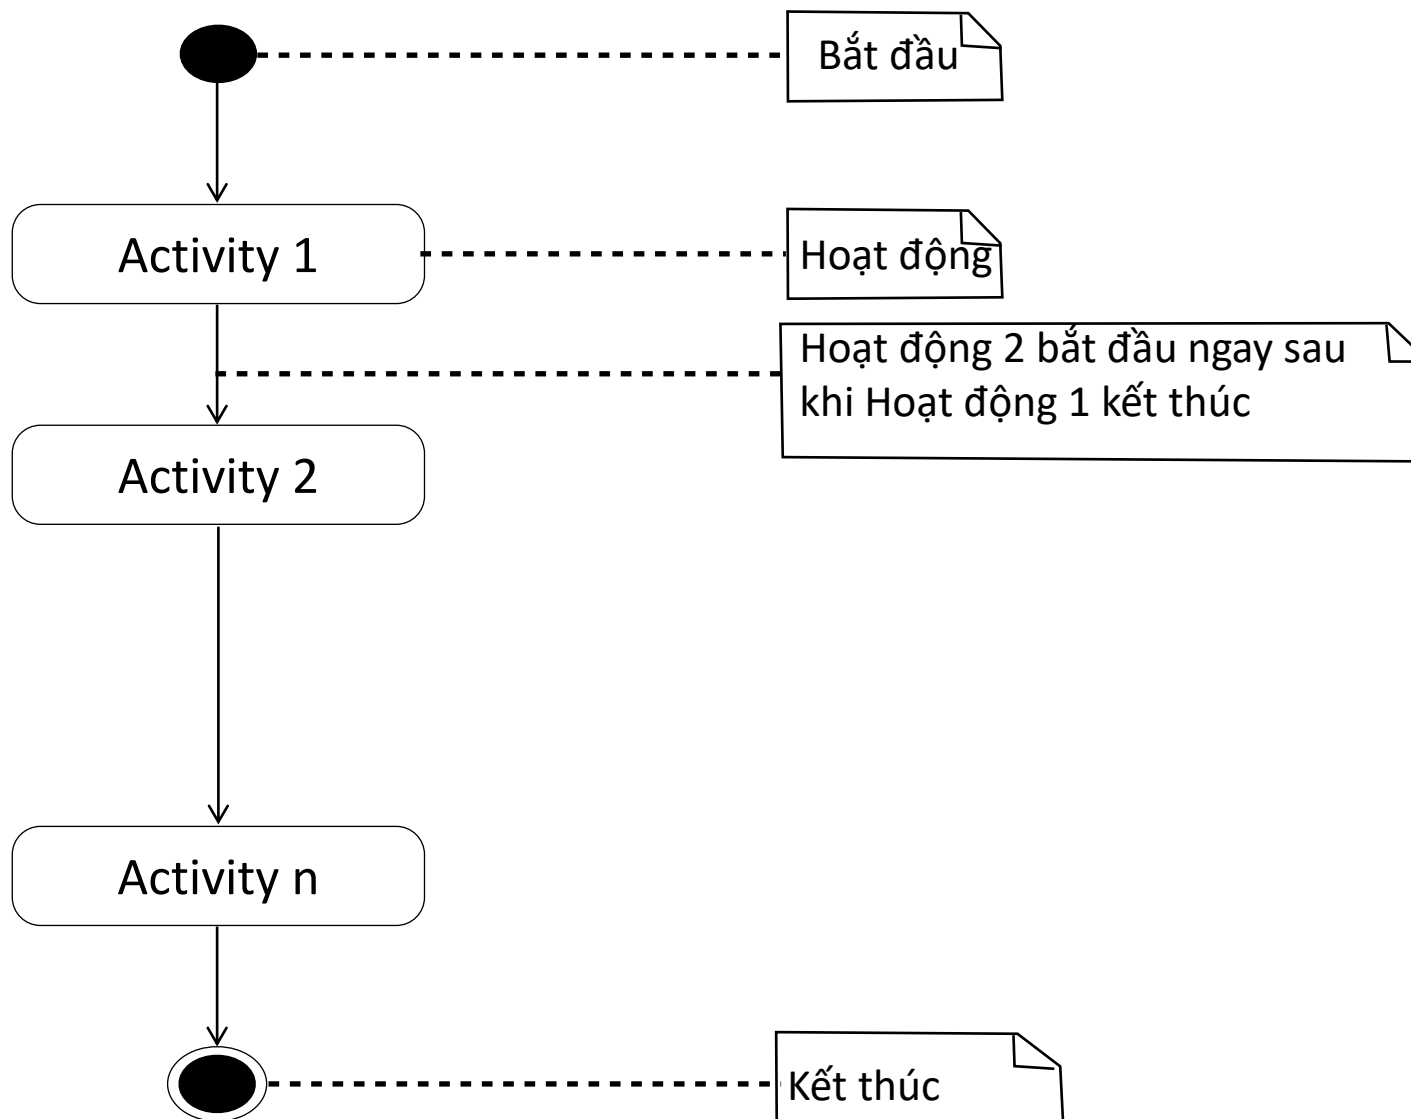 Bắt đầu
Activity 1
Hoạt động
Hoạt động 2 bắt đầu ngay sau
khi Hoạt động 1 kết thúc
Activity 2
Activity n
Kết thúc